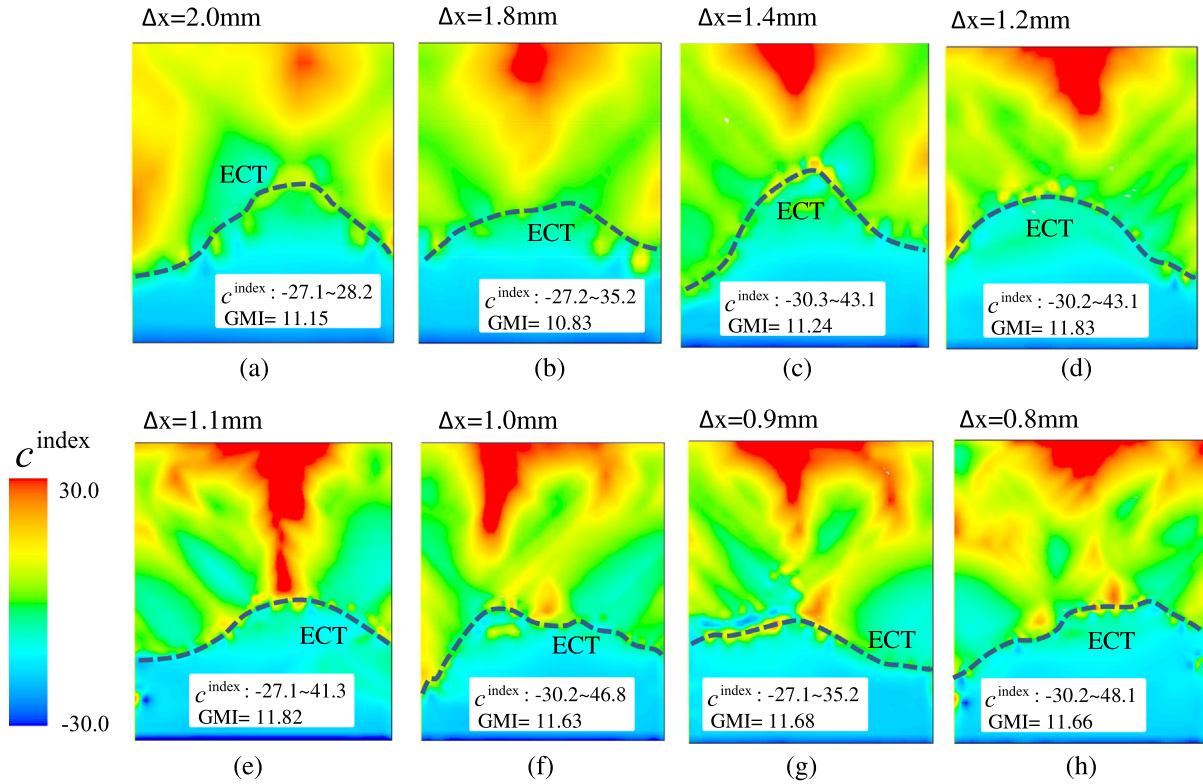 Δx=2.0mm
Δx=1.8mm
Δx=1.4mm
Δx=1.2mm
ECT
ECT
ECT
ECT
c^index : -27.1~28.2
GMI= 11.15
c^index : -27.2~35.2
GMI= 10.83
c^index : -30.3~43.1
GMI= 11.24
c^index : -30.2~43.1
GMI= 11.83
(a)
(b)
(c)
(d)
Δx=1.1mm
Δx=1.0mm
Δx=0.9mm
Δx=0.8mm
c^index
30.0
-30.0
ECT
ECT
ECT
ECT
c^index : -27.1~41.3
GMI= 11.82
c^index : -30.2~46.8
GMI= 11.63
c^index : -27.1~35.2
GMI= 11.68
c^index : -30.2~48.1
GMI= 11.66
(e)
(f)
(g)
(h)